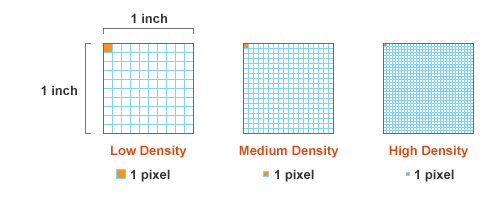 1 inch
1 inch
Low Density
Medium Density
High Density
1 pixel
1 pixel
1 pixel